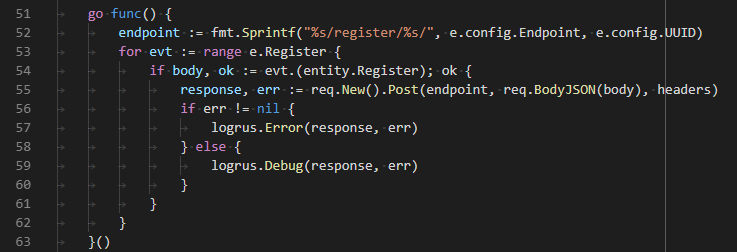 51 go func() {
52 endpoint := fmt.Sprintf("%s/register/%s/", e.config.Endpoint, e.config.UUID)
53 for evt := range e.Register {
54 if body, ok := evt.(entity.Register); ok {
55 response, err := req.New().Post(endpoint, req.BodyJSON(body), headers)
56 if err != nil {
57 logrus.Error(response, err)
58 } else {
59 logrus.Debug(response, err)
60 }
61 }
62 }
63 }()